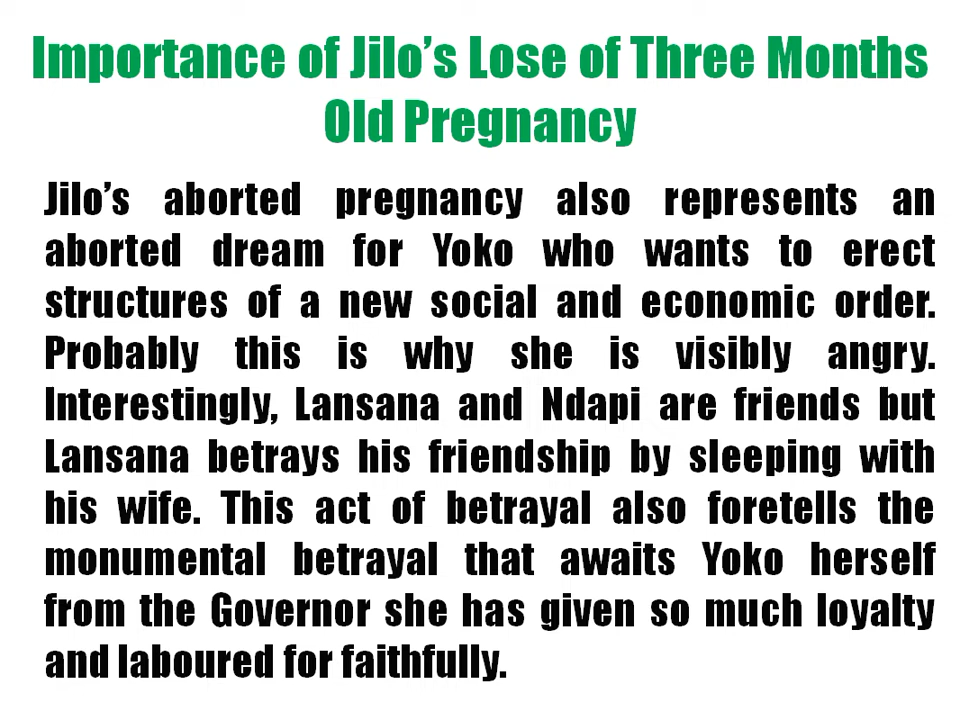 Importance of Jilo’s Lose of Three Months
Old Pregnancy
Jilo’s aborted pregnancy also represents an
aborted dream for Yoko who wants to erect
structures of a new social and economic order.
Probably this is why she is visibly angry.
Interestingly, Lansana and Ndapi are friends but
Lansana betrays his friendship by sleeping with
his wife. This act of betrayal also foretells the
monumental betrayal that awaits Yoko herself
from the Governor she has given so much loyalty
and laboured for faithfully.